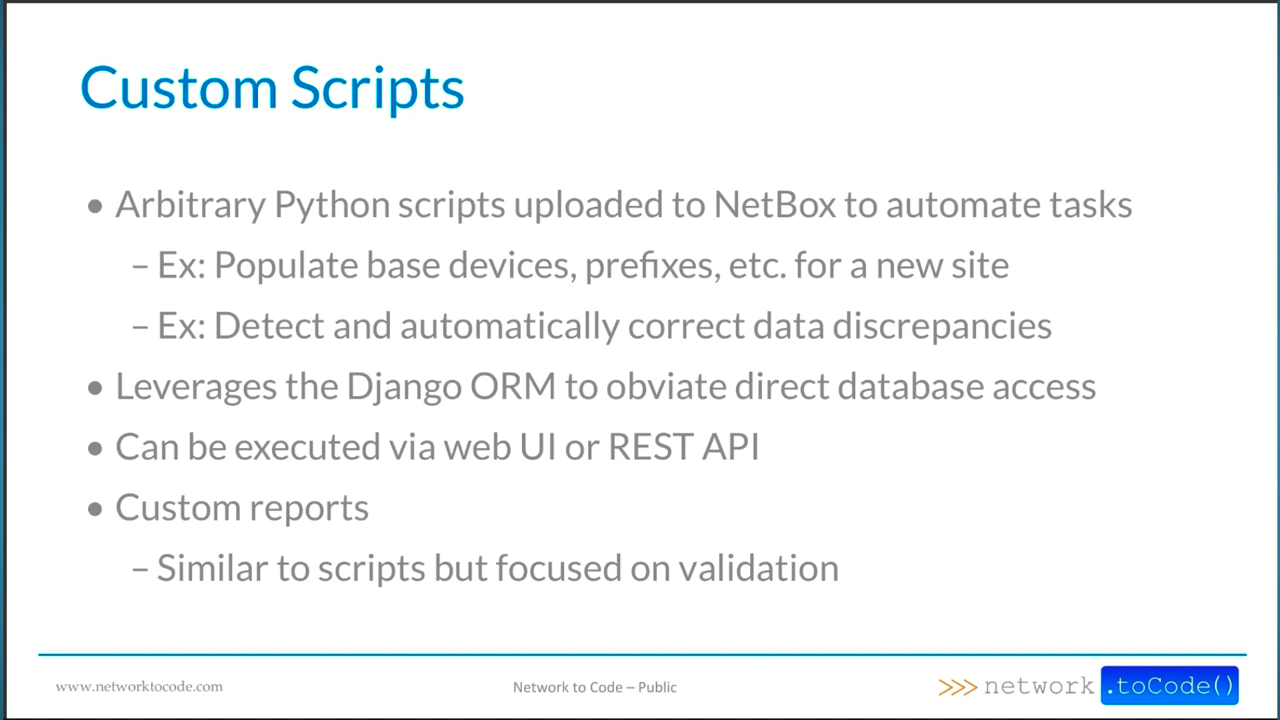 Custom Scripts
• Arbitrary Python scripts uploaded to NetBox to automate tasks
– Ex: Populate base devices, prefixes, etc. for a new site
– Ex: Detect and automatically correct data discrepancies
• Leverages the Django ORM to obviate direct database access
• Can be executed via web UI or REST API
• Custom reports
– Similar to scripts but focused on validation
www.networktocode.com
Network to Code – Public
>>> network .toCode()